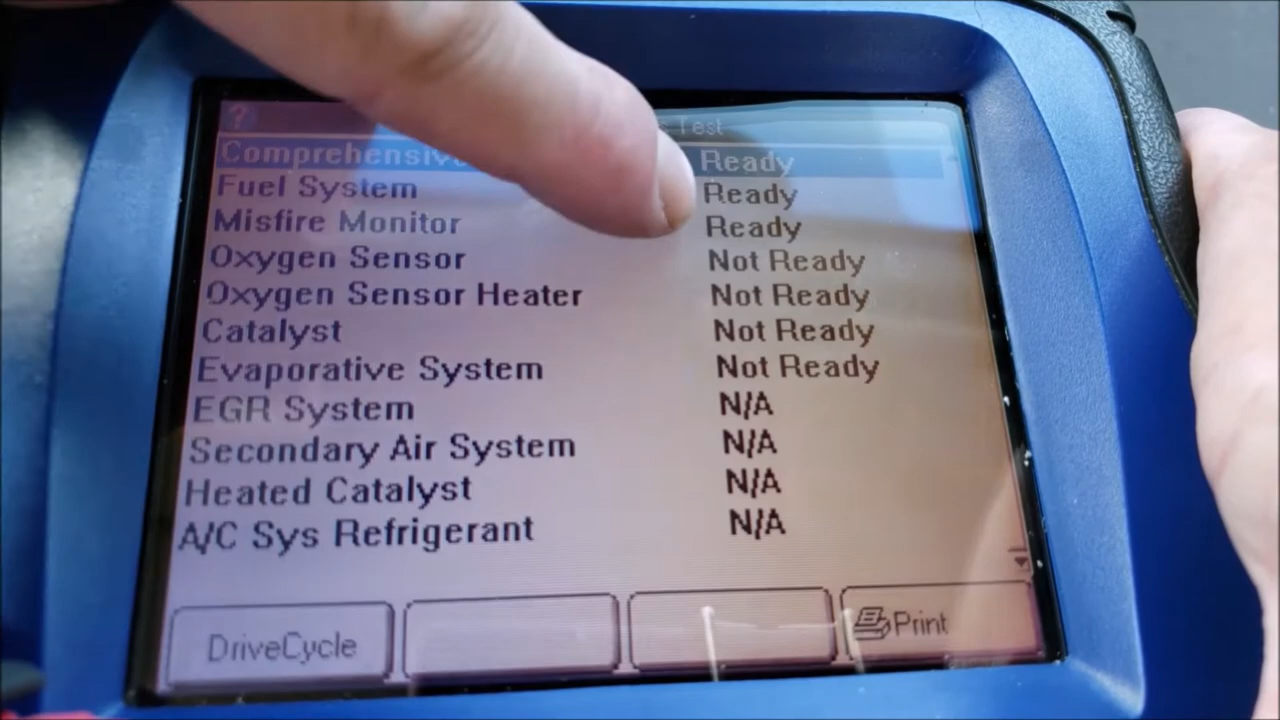 ?
Test
Comprehensive Ready
Fuel System Ready
Misfire Monitor Ready
Oxygen Sensor Not Ready
Oxygen Sensor Heater Not Ready
Catalyst Not Ready
Evaporative System Not Ready
EGR System N/A
Secondary Air System N/A
Heated Catalyst N/A
A/C Sys Refrigerant N/A
DriveCycle Print